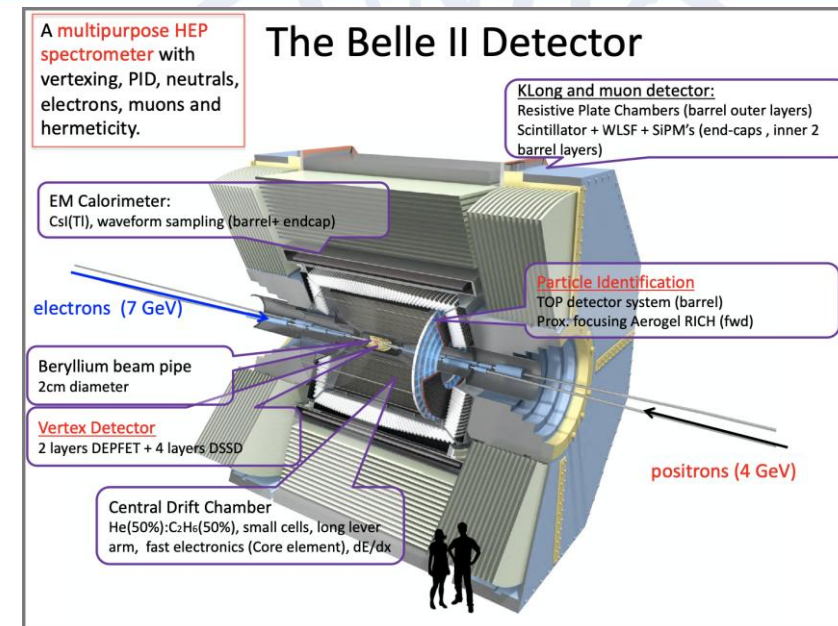 A multipurpose HEP
spectrometer with
vertexing, PID, neutrals,
electrons, muons and
hermeticity.
The Belle II Detector
KLong and muon detector:
Resistive Plate Chambers (barrel outer layers)
Scintillator + WLSF + SiPM's (end-caps , inner 2
barrel layers)
EM Calorimeter:
CsI(Tl), waveform sampling (barrel+ endcap)
electrons (7 GeV)
Particle Identification
TOP detector system (barrel)
Prox. focusing Aerogel RICH (fwd)
Beryllium beam pipe
2cm diameter
Vertex Detector
2 layers DEPFET + 4 layers DSSD
positrons (4 GeV)
Central Drift Chamber
He(50%):C₂H₆(50%), small cells, long lever
arm, fast electronics (Core element), dE/dx